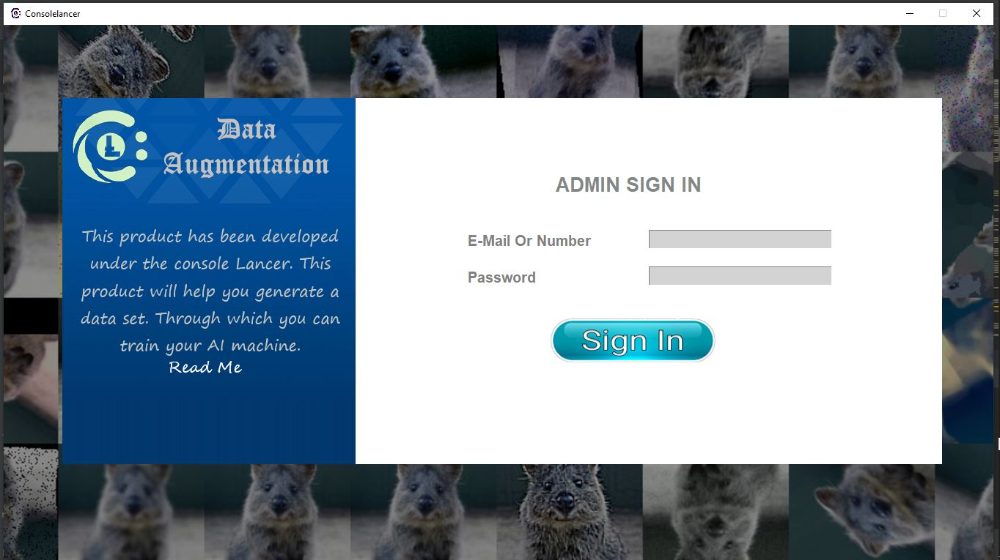 Consolelancer
Data
Augmentation
This product has been developed
under the console Lancer. This
product will help you generate a
data set. Through which you can
train your AI machine.
Read Me
ADMIN SIGN IN
E-Mail Or Number
Password
Sign In